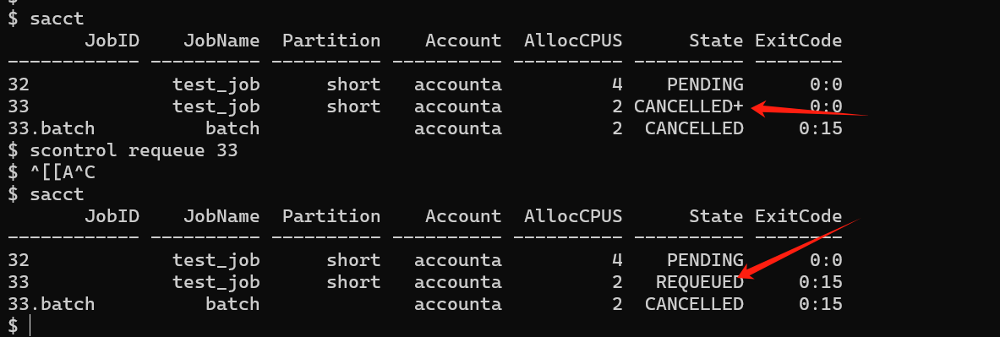 $ sacct
JobID JobName Partition Account AllocCPUS State ExitCode
------------ ---------- ---------- ---------- ---------- ---------- --------
32 test_job short accounta 4 PENDING 0:0
33 test_job short accounta 2 CANCELLED+ 0:0
33.batch batch accounta 2 CANCELLED 0:15
$ scontrol requeue 33
$ ^[[A^C
$ sacct
JobID JobName Partition Account AllocCPUS State ExitCode
------------ ---------- ---------- ---------- ---------- ---------- --------
32 test_job short accounta 4 PENDING 0:0
33 test_job short accounta 2 REQUEUED 0:15
33.batch batch accounta 2 CANCELLED 0:15
$